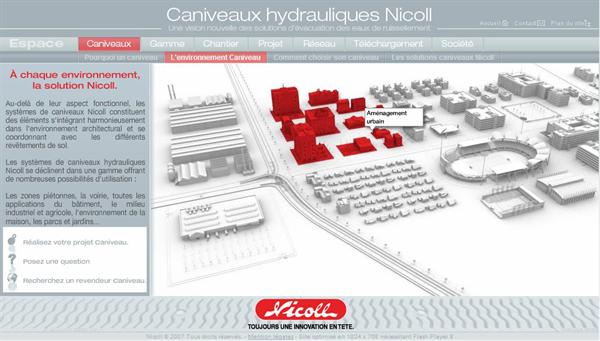 Caniveaux hydrauliques Nicoll
Une vision nouvelle des solutions d'évacuation des eaux de ruissellement
Accueil Contact Plan du site
Espace Caniveaux Gamme Chantier Projet Réseau Téléchargement Société
Pourquoi un caniveau L'environnement Caniveau Comment choisir son caniveau Les solutions caniveaux Nicoll
À chaque environnement,
la solution Nicoll.
Au-delà de leur aspect fonctionnel, les
systèmes de caniveaux Nicoll constituent
des éléments s'intégrant harmonieusement
dans l'environnement architectural et se
coordonnant avec les différents
revêtements de sol.
Les systèmes de caniveaux hydrauliques
Nicoll se déclinent dans une gamme offrant
de nombreuses possibilités d'utilisation :
Les zones piétonnes, la voirie, toutes les
applications du bâtiment, le milieu
industriel et agricole, l'environnement de la
maison, les parcs et jardins...
Aménagement
urbain
Réalisez votre projet Caniveau.
Posez une question
Recherchez un revendeur Caniveau.
Nicoll
TOUJOURS UNE INNOVATION EN TETE.
Nicoll © 2007 Tous droits réservés. - Mention légales - Site optimisé en 1024 x 768 nécessitant Flash Player 8